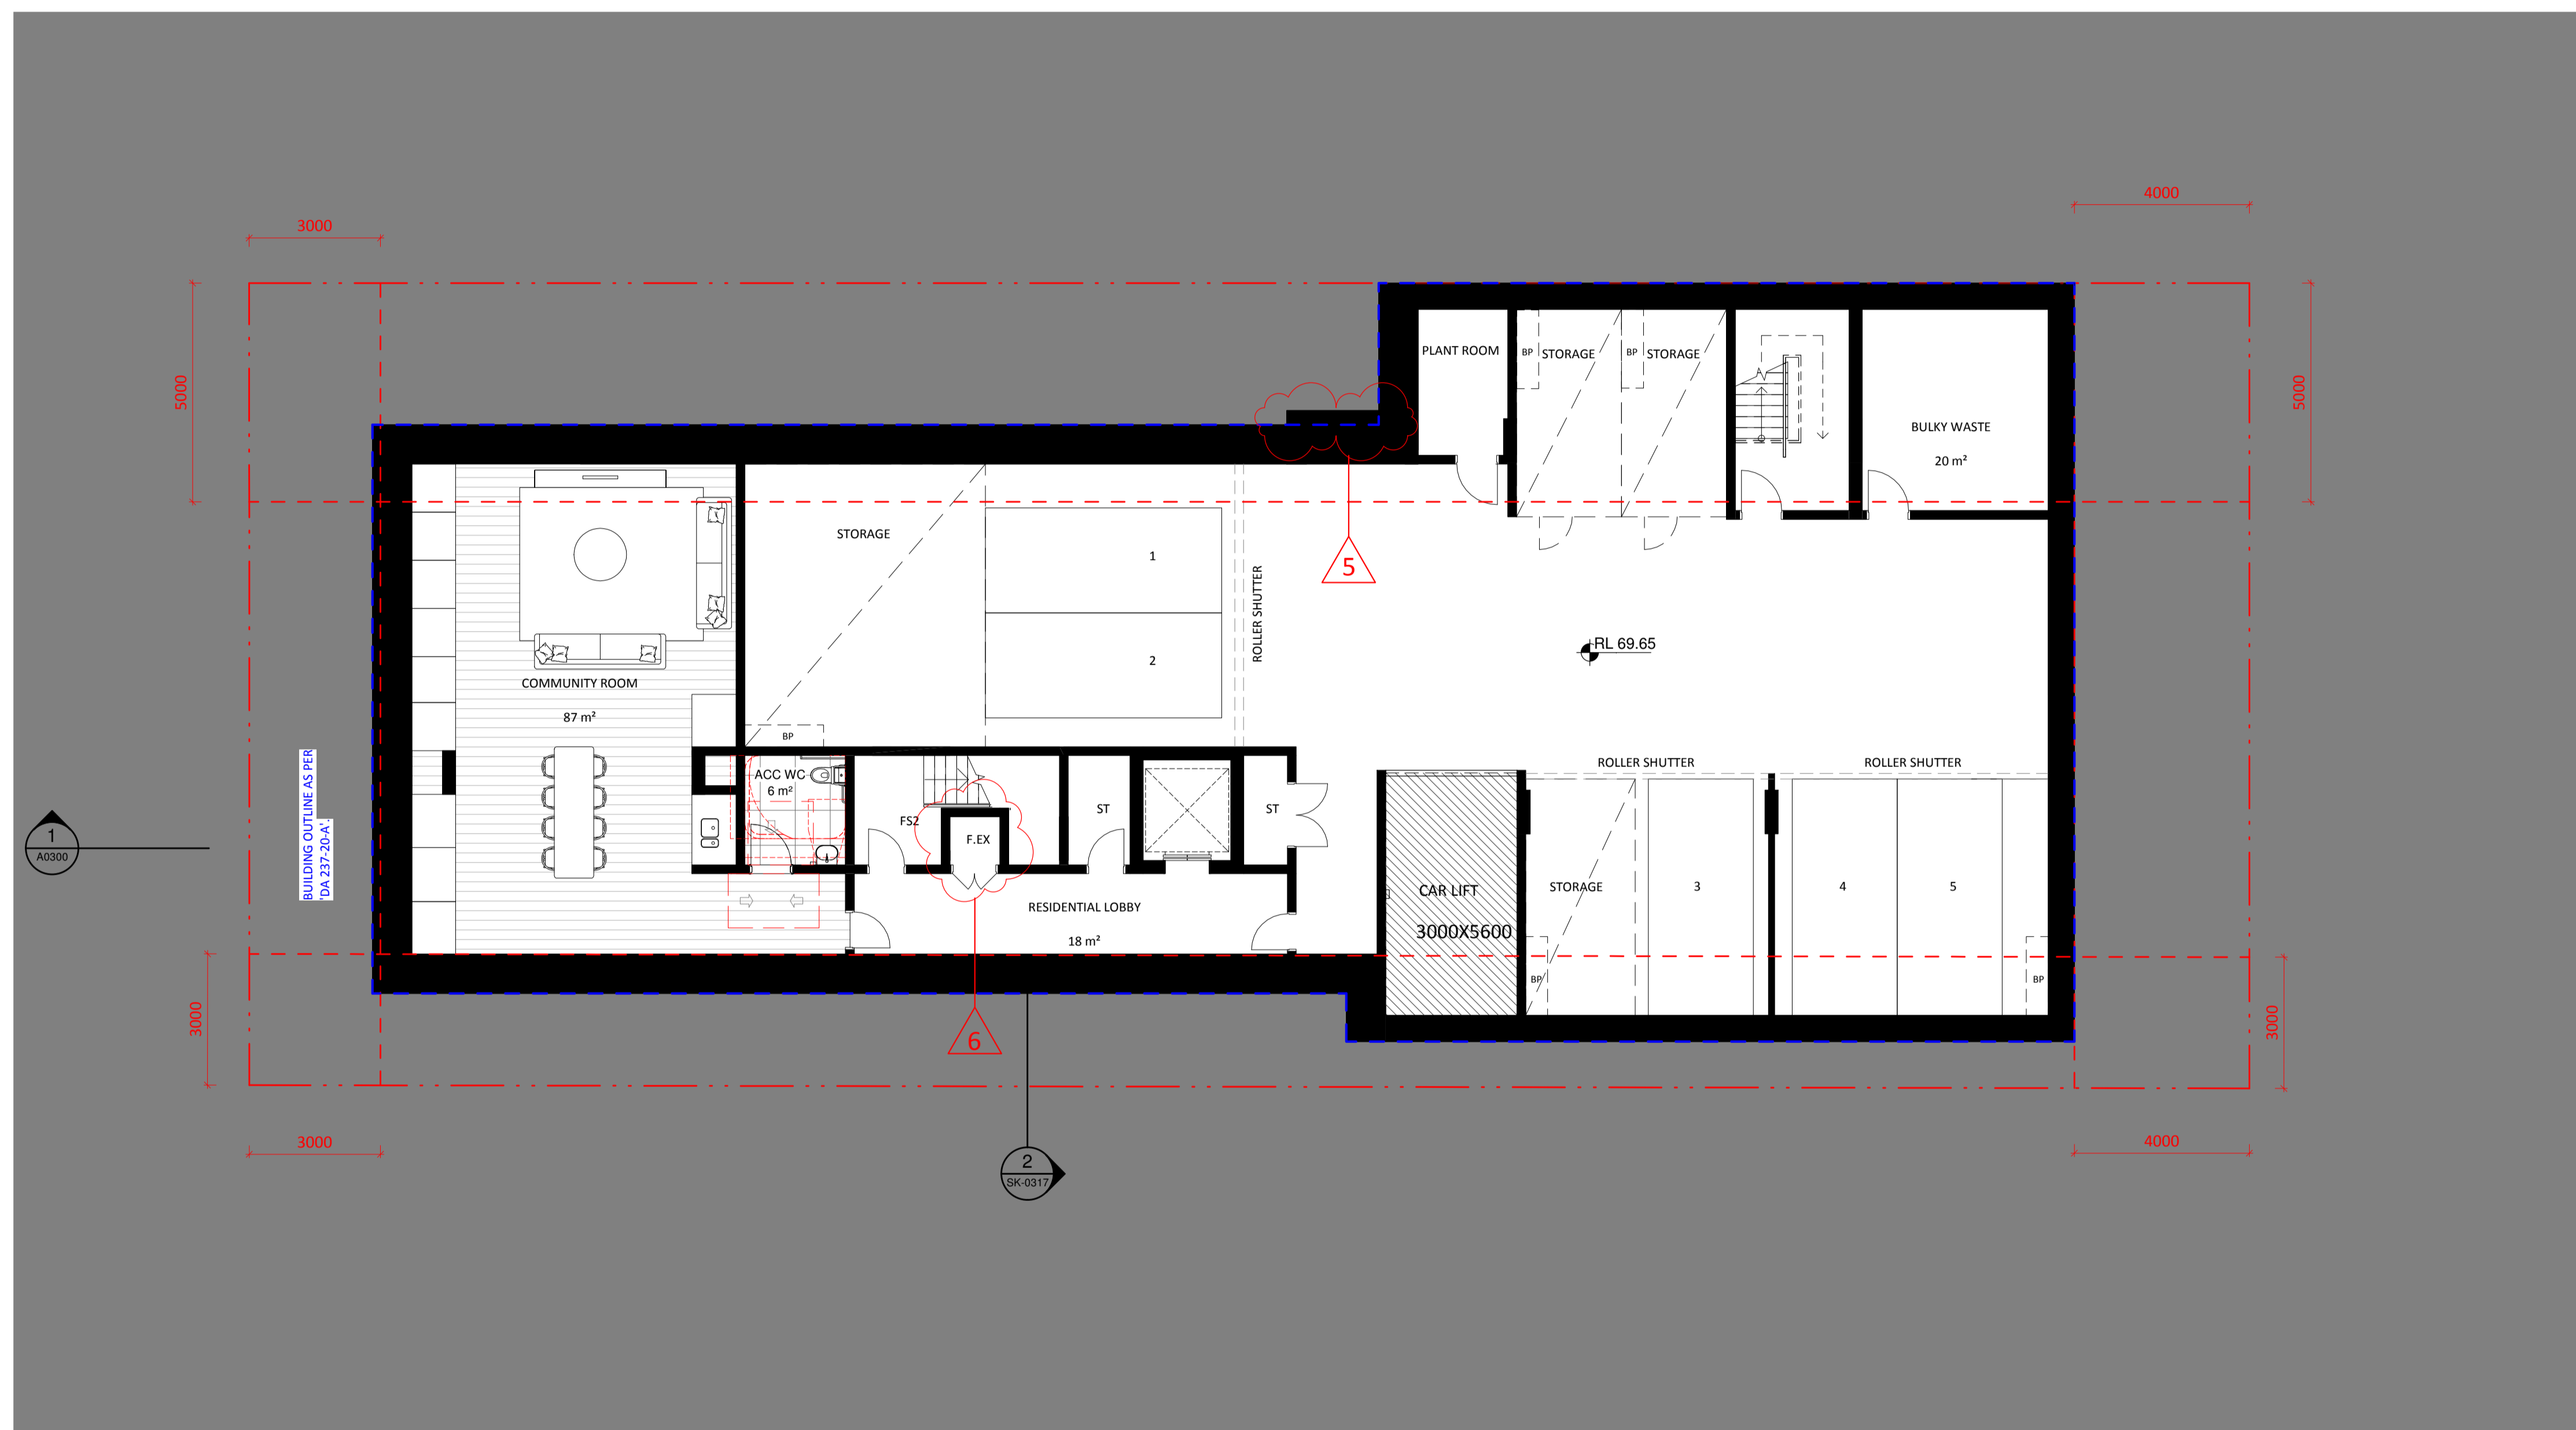 4000
3000
5000
5000
PLANT ROOM
BP
STORAGE
BP
STORAGE
BULKY WASTE
20 m²
STORAGE
1
5
ROLLER SHUTTER
2
RL 69.65
COMMUNITY ROOM
87 m²
BP
ROLLER SHUTTER
ROLLER SHUTTER
ACC WC
6 m²
ST
ST
FS2
F.EX
BUILDING OUTLINE AS PER
'DA 2237-20-A'.
1
A0300
CAR LIFT
3000X5600
STORAGE
3
4
5
RESIDENTIAL LOBBY
18 m²
BP
BP
3000
6
3000
3000
4000
2
SK-0317